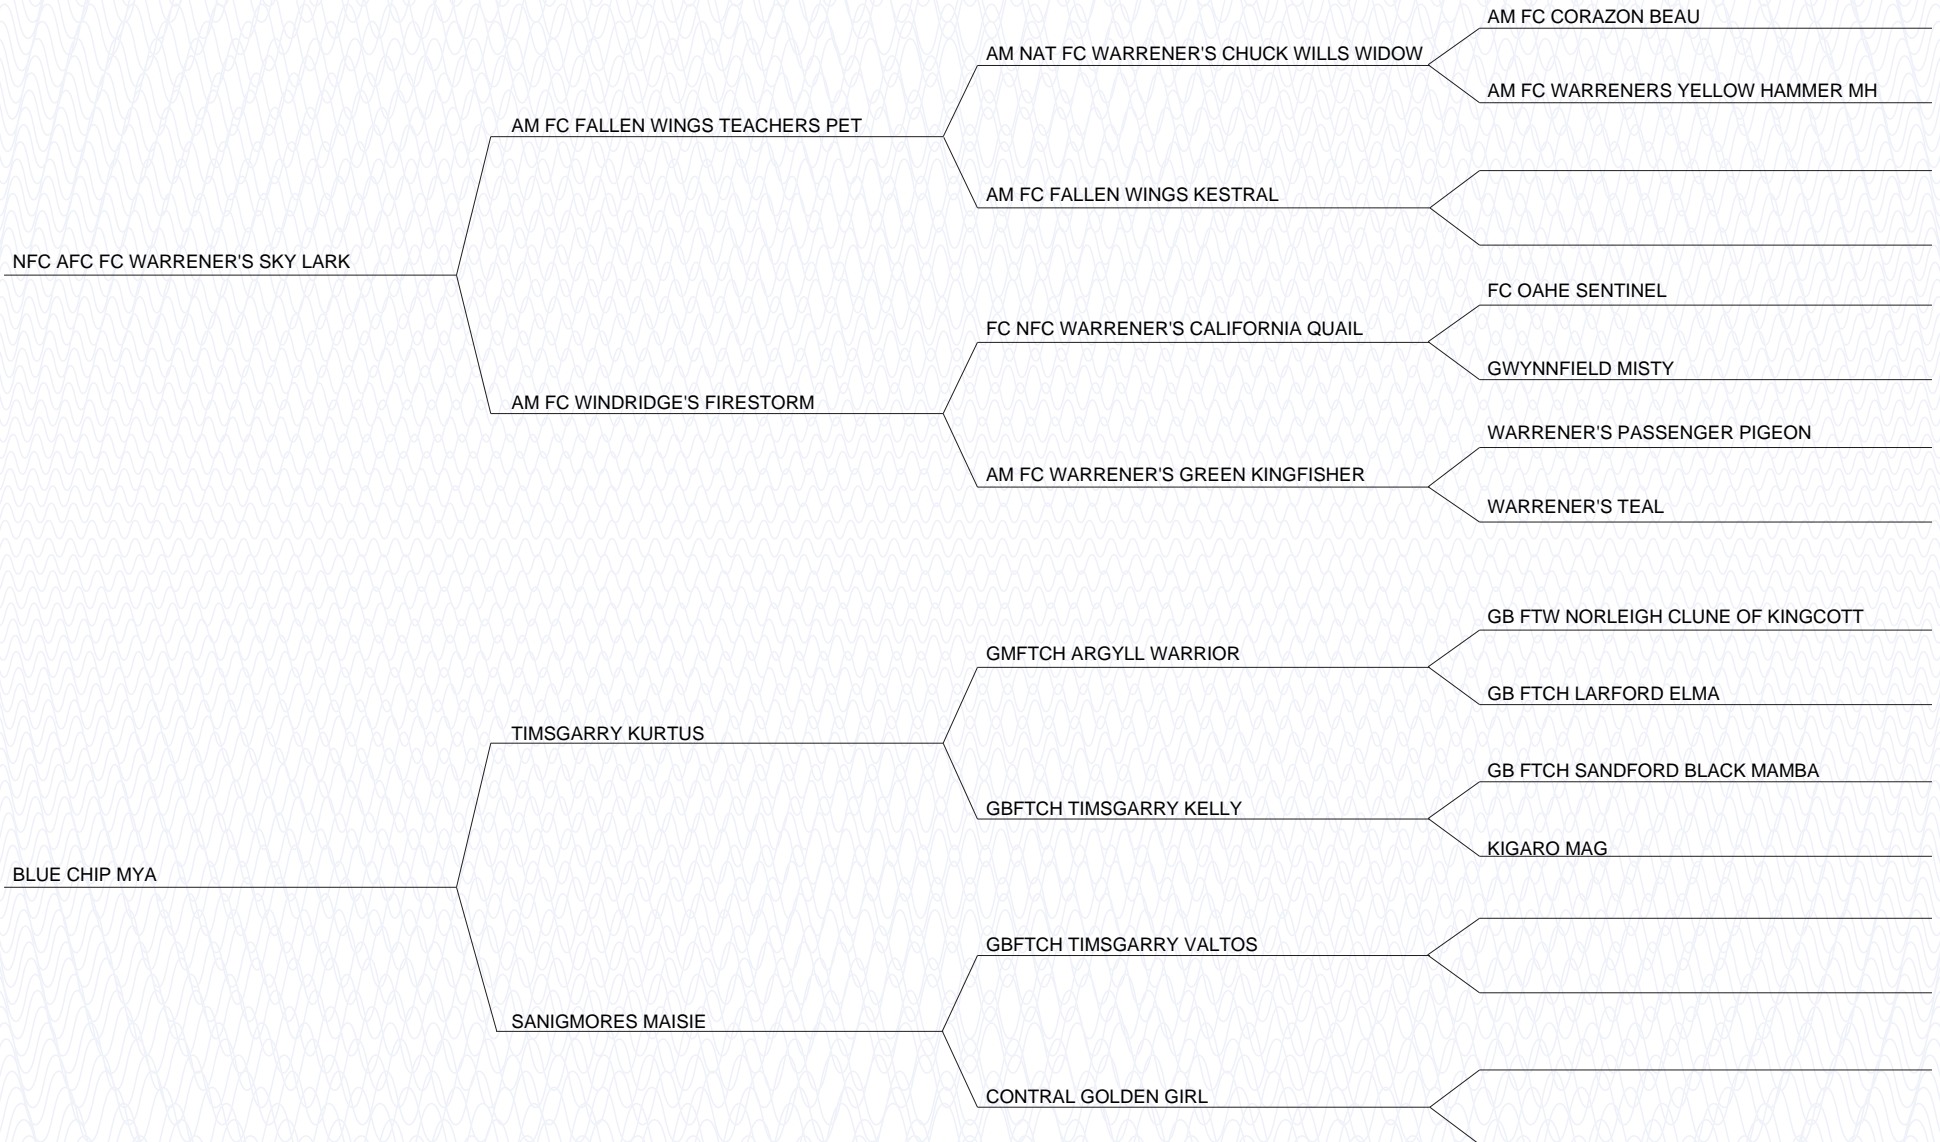 AM FC CORAZON BEAU
AM NAT FC WARRENER'S CHUCK WILLS WIDOW
AM FC WARRENERS YELLOW HAMMER MH
AM FC FALLEN WINGS TEACHERS PET
AM FC FALLEN WINGS KESTRAL
NFC AFC FC WARRENER'S SKY LARK
FC OAHE SENTINEL
FC NFC WARRENER'S CALIFORNIA QUAIL
GWYNNFIELD MISTY
AM FC WINDRIDGE'S FIRESTORM
WARRENER'S PASSENGER PIGEON
AM FC WARRENER'S GREEN KINGFISHER
WARRENER'S TEAL
GB FTW NORLEIGH CLUNE OF KINGCOTT
GMFTCH ARGYLL WARRIOR
GB FTCH LARFORD ELMA
TIMSGARRY KURTUS
GB FTCH SANDFORD BLACK MAMBA
GBFTCH TIMSGARRY KELLY
KIGARO MAG
BLUE CHIP MYA
GBFTCH TIMSGARRY VALTOS
SANIGMORES MAISIE
CONTRAL GOLDEN GIRL